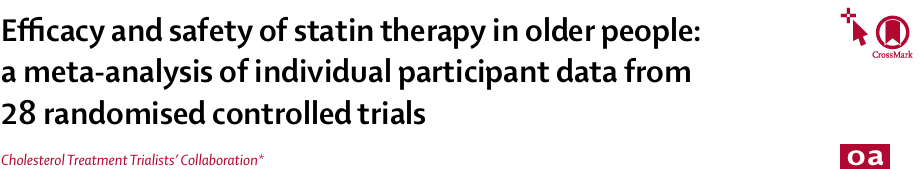 Efficacy and safety of statin therapy in older people:
a meta-analysis of individual participant data from
28 randomised controlled trials
CrossMark
Cholesterol Treatment Trialists’ Collaboration*
oa